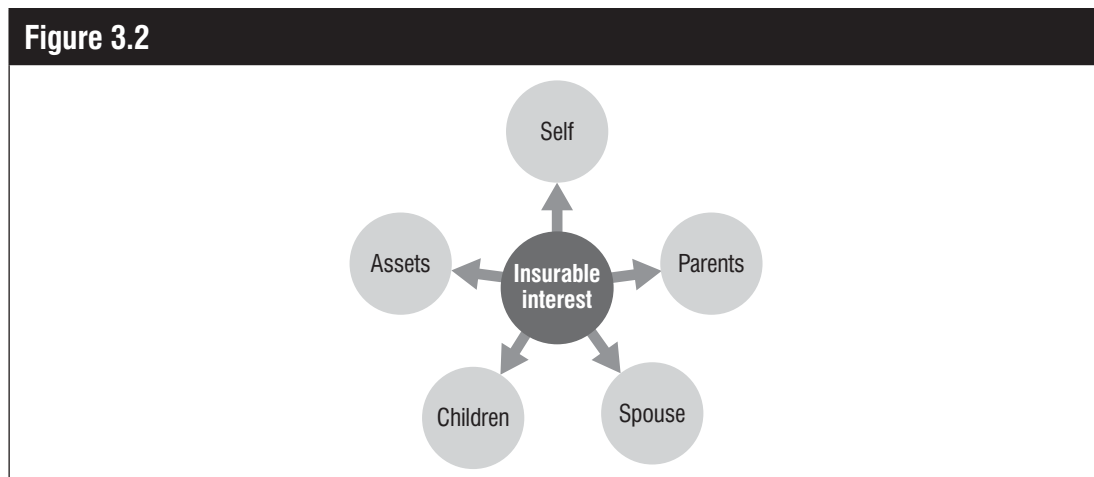 Figure 3.2
Self
Assets
Insurable
interest
Parents
Children
Spouse